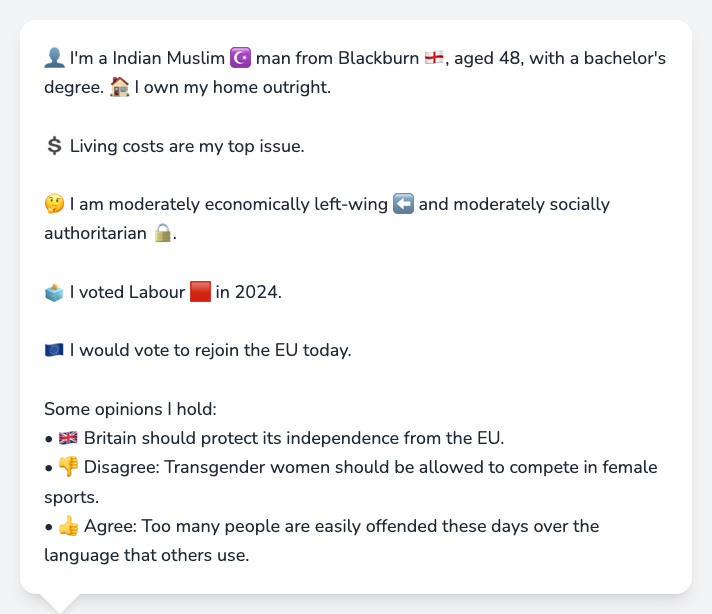 👤 I'm a Indian Muslim ☪️ man from Blackburn 🏴󠁧󠁢󠁥󠁮󠁧󠁿, aged 48, with a bachelor's
degree. 🏠 I own my home outright.
💲 Living costs are my top issue.
🤔 I am moderately economically left-wing ⬅️ and moderately socially
authoritarian 🔒.
🗳️ I voted Labour 🟥 in 2024.
🇪🇺 I would vote to rejoin the EU today.
Some opinions I hold:
• 🇬🇧 Britain should protect its independence from the EU.
• 👎 Disagree: Transgender women should be allowed to compete in female
sports.
• 👍 Agree: Too many people are easily offended these days over the
language that others use.